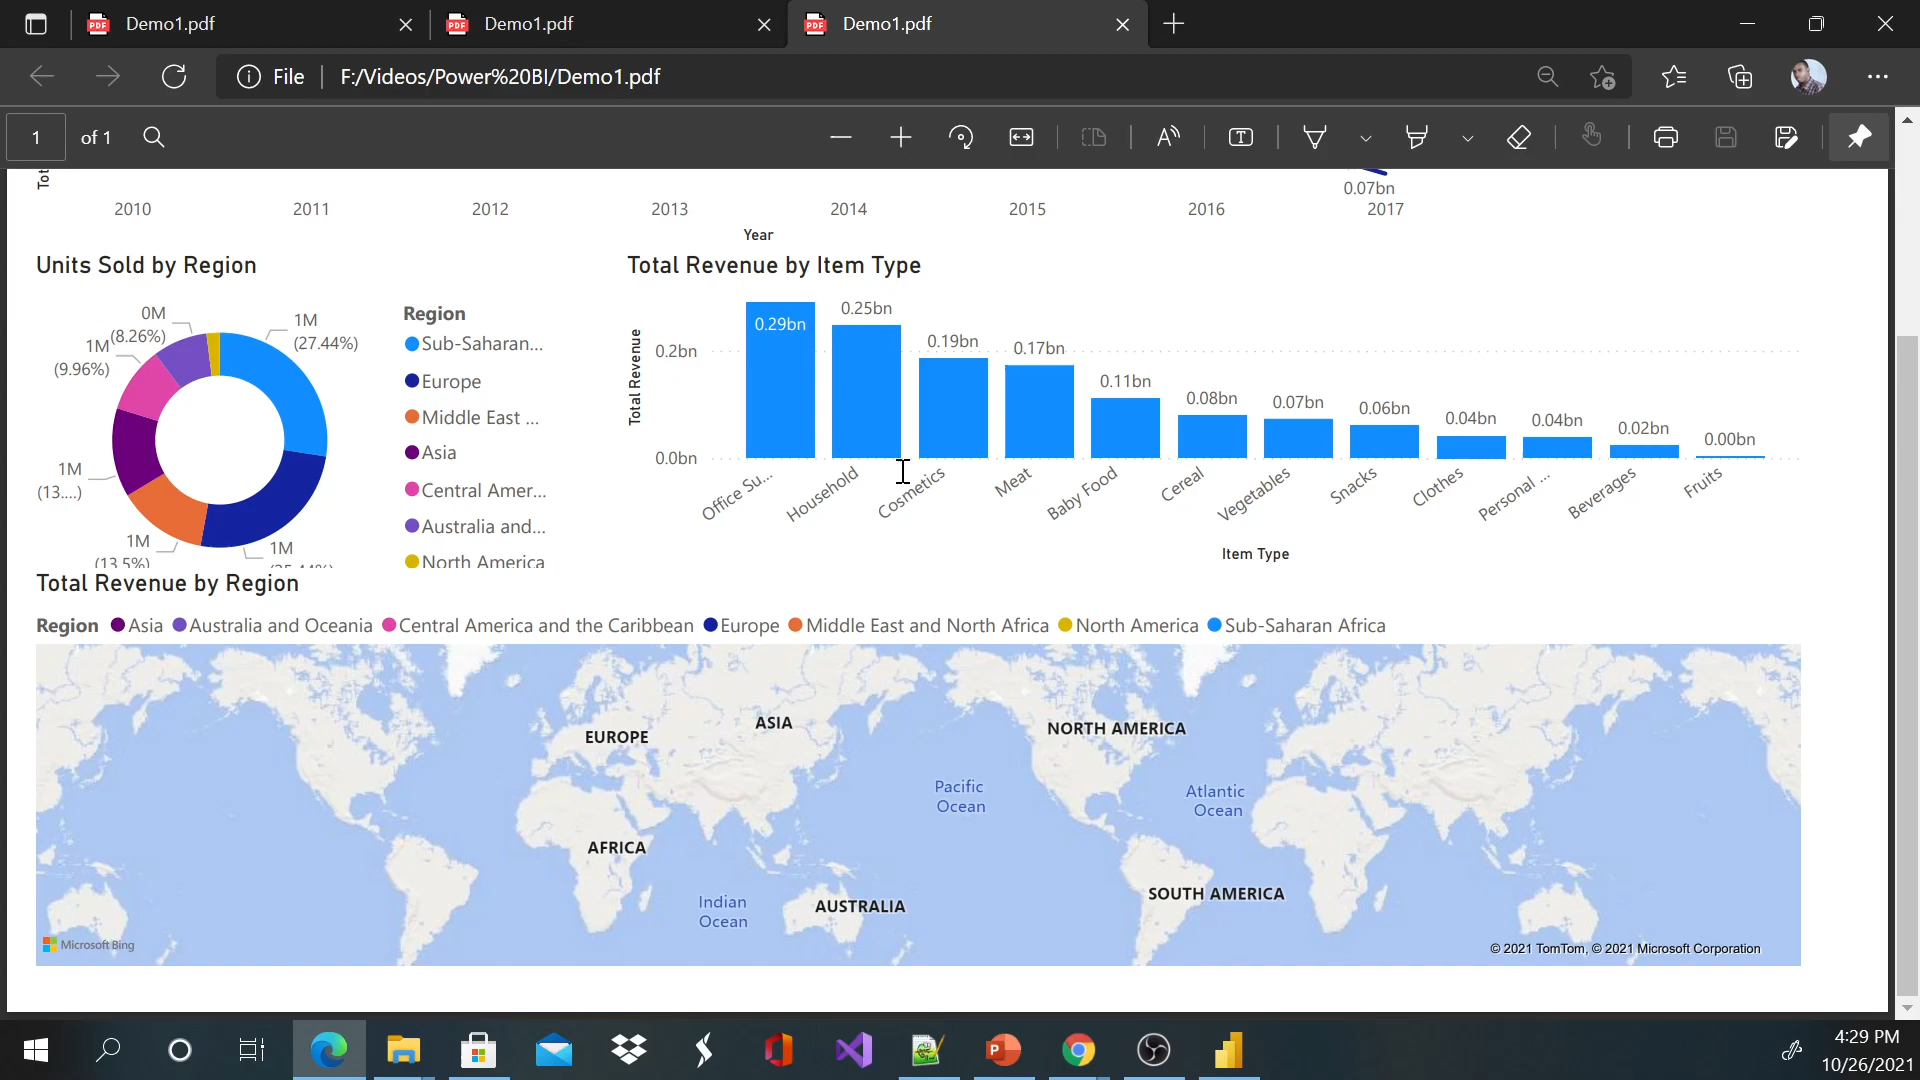 Demo1.pdf
Demo1.pdf
Demo1.pdf
File
F:/Videos/Power%20BI/Demo1.pdf
1 of 1
Tot
0.07bn
2010 2011 2012 2013 2014 2015 2016 2017
Year
Units Sold by Region
0M
(8.26%)
1M
(27.44%)
1M
(9.96%)
1M
(13....)
1M
(13.5%)
1M
Region
Sub-Saharan...
Europe
Middle East ...
Asia
Central Amer...
Australia and...
North America
Total Revenue by Item Type
Total Revenue
0.2bn
0.0bn
0.29bn 0.25bn 0.19bn 0.17bn 0.11bn 0.08bn 0.07bn 0.06bn 0.04bn 0.04bn 0.02bn 0.00bn
Office Su... Household Cosmetics Meat Baby Food Cereal Vegetables Snacks Clothes Personal ... Beverages Fruits
Item Type
Total Revenue by Region
Region Asia Australia and Oceania Central America and the Caribbean Europe Middle East and North Africa North America Sub-Saharan Africa
EUROPE
ASIA
NORTH AMERICA
Pacific
Ocean
Atlantic
Ocean
AFRICA
SOUTH AMERICA
Indian
Ocean
AUSTRALIA
Microsoft Bing
© 2021 TomTom, © 2021 Microsoft Corporation
4:29 PM
10/26/2021